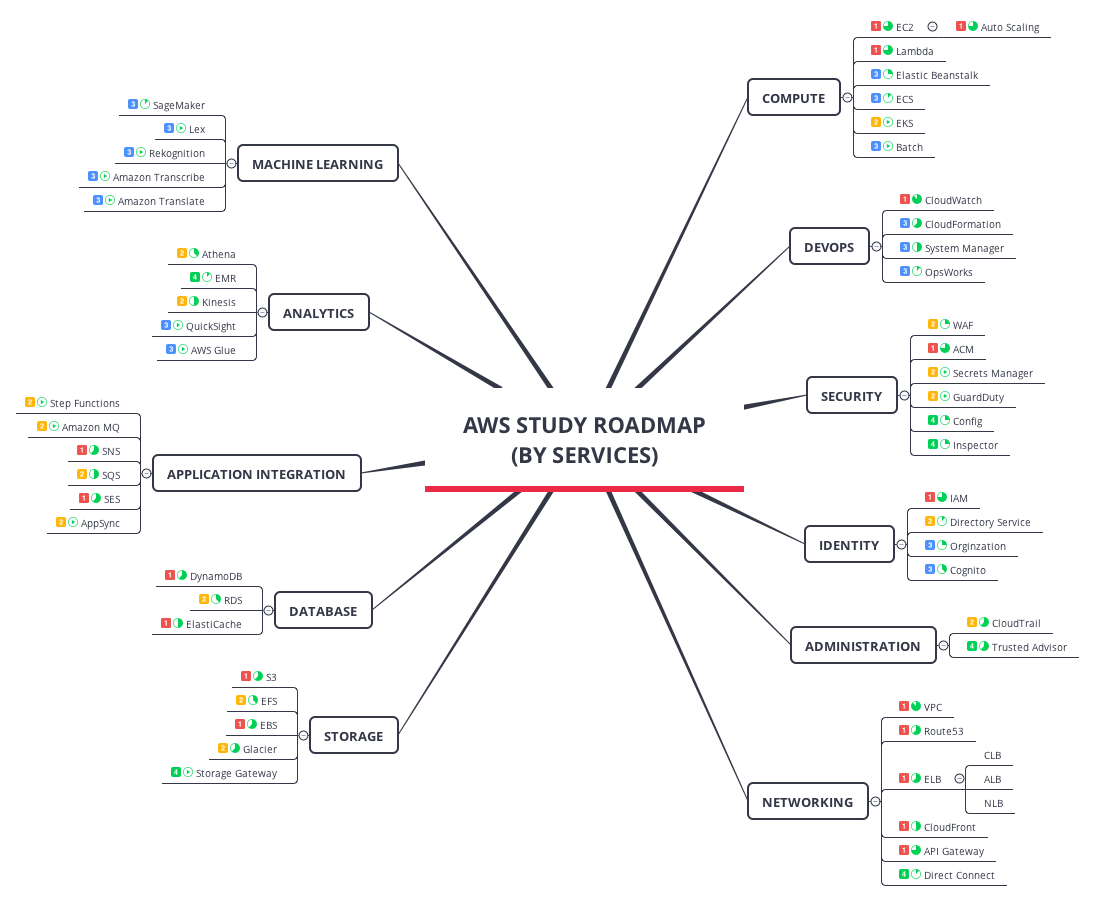 AWS STUDY ROADMAP
(BY SERVICES)
COMPUTE
1 EC2 1 Auto Scaling
1 Lambda
3 Elastic Beanstalk
3 ECS
2 EKS
3 Batch
DEVOPS
1 CloudWatch
3 CloudFormation
3 System Manager
3 OpsWorks
SECURITY
2 WAF
1 ACM
2 Secrets Manager
2 GuardDuty
4 Config
4 Inspector
IDENTITY
1 IAM
2 Directory Service
3 Orginzation
3 Cognito
ADMINISTRATION
2 CloudTrail
4 Trusted Advisor
NETWORKING
1 VPC
1 Route53
1 ELB
CLB
ALB
NLB
1 CloudFront
1 API Gateway
4 Direct Connect
MACHINE LEARNING
3 SageMaker
3 Lex
3 Rekognition
3 Amazon Transcribe
3 Amazon Translate
ANALYTICS
2 Athena
4 EMR
2 Kinesis
3 QuickSight
3 AWS Glue
APPLICATION INTEGRATION
2 Step Functions
2 Amazon MQ
1 SNS
2 SQS
1 SES
2 AppSync
DATABASE
1 DynamoDB
2 RDS
1 ElastiCache
STORAGE
1 S3
2 EFS
1 EBS
2 Glacier
4 Storage Gateway